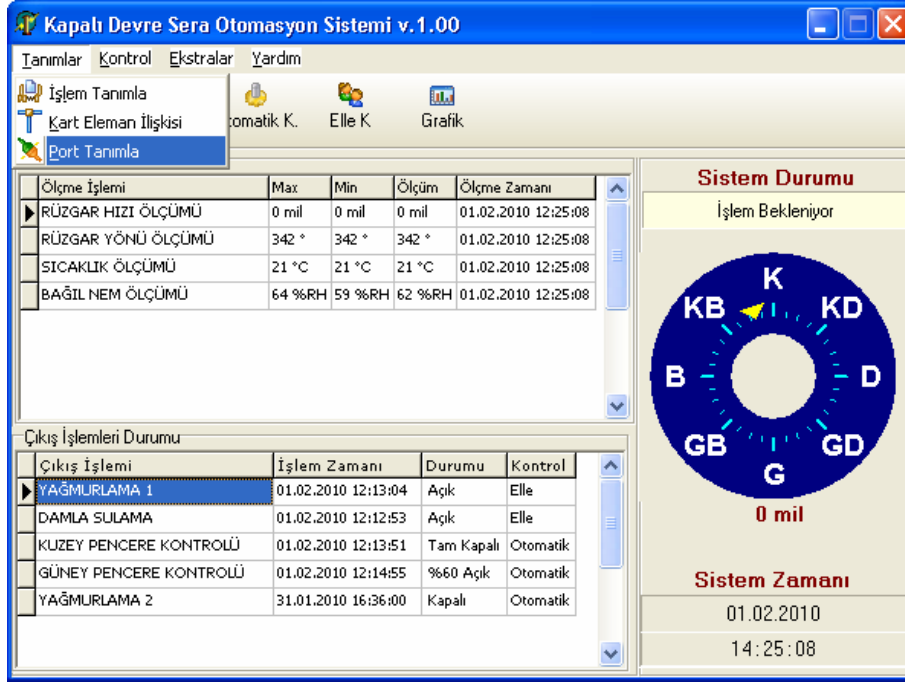 Kapalı Devre Sera Otomasyon Sistemi v.1.00
Tanımlar Kontrol Ekstralar Yardım
İşlem Tanımla
Kart Eleman İlişkisi
Port Tanımla
omatik K. Elle K Grafik
Ölçme İşlemi Max Min Ölçüm Ölçme Zamanı
RÜZGAR HIZI ÖLÇÜMÜ 0 mil 0 mil 0 mil 01.02.2010 12:25:08
RÜZGAR YÖNÜ ÖLÇÜMÜ 342 ° 342 ° 342 ° 01.02.2010 12:25:08
SICAKLIK ÖLÇÜMÜ 21 °C 21 °C 21 °C 01.02.2010 12:25:08
BAĞIL NEM ÖLÇÜMÜ 64 %RH 59 %RH 62 %RH 01.02.2010 12:25:08
Çıkış İşlemleri Durumu
Çıkış İşlemi İşlem Zamanı Durumu Kontrol
YAĞMURLAMA 1 01.02.2010 12:13:04 Açık Elle
DAMLA SULAMA 01.02.2010 12:12:53 Açık Elle
KUZEY PENCERE KONTROLÜ 01.02.2010 12:13:51 Tam Kapalı Otomatik
GÜNEY PENCERE KONTROLÜ 01.02.2010 12:14:55 %60 Açık Otomatik
YAĞMURLAMA 2 31.01.2010 16:36:00 Kapalı Otomatik
Sistem Durumu
İşlem Bekleniyor
K
KB KD
B D
GB GD
G
0 mil
Sistem Zamanı
01.02.2010
14:25:08